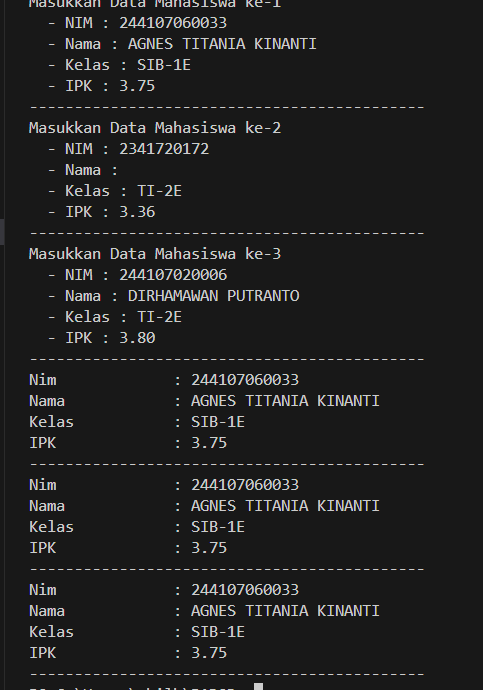 Masukkan Data Mahasiswa ke-1
- NIM : 244107060033
- Nama : AGNES TITANIA KINANTI
- Kelas : SIB-1E
- IPK : 3.75
--------------------------------------------
Masukkan Data Mahasiswa ke-2
- NIM : 2341720172
- Nama :
- Kelas : TI-2E
- IPK : 3.36
--------------------------------------------
Masukkan Data Mahasiswa ke-3
- NIM : 244107020006
- Nama : DIRHAMAWAN PUTRANTO
- Kelas : TI-2E
- IPK : 3.80
--------------------------------------------
Nim : 244107060033
Nama : AGNES TITANIA KINANTI
Kelas : SIB-1E
IPK : 3.75
--------------------------------------------
Nim : 244107060033
Nama : AGNES TITANIA KINANTI
Kelas : SIB-1E
IPK : 3.75
--------------------------------------------
Nim : 244107060033
Nama : AGNES TITANIA KINANTI
Kelas : SIB-1E
IPK : 3.75
--------------------------------------------